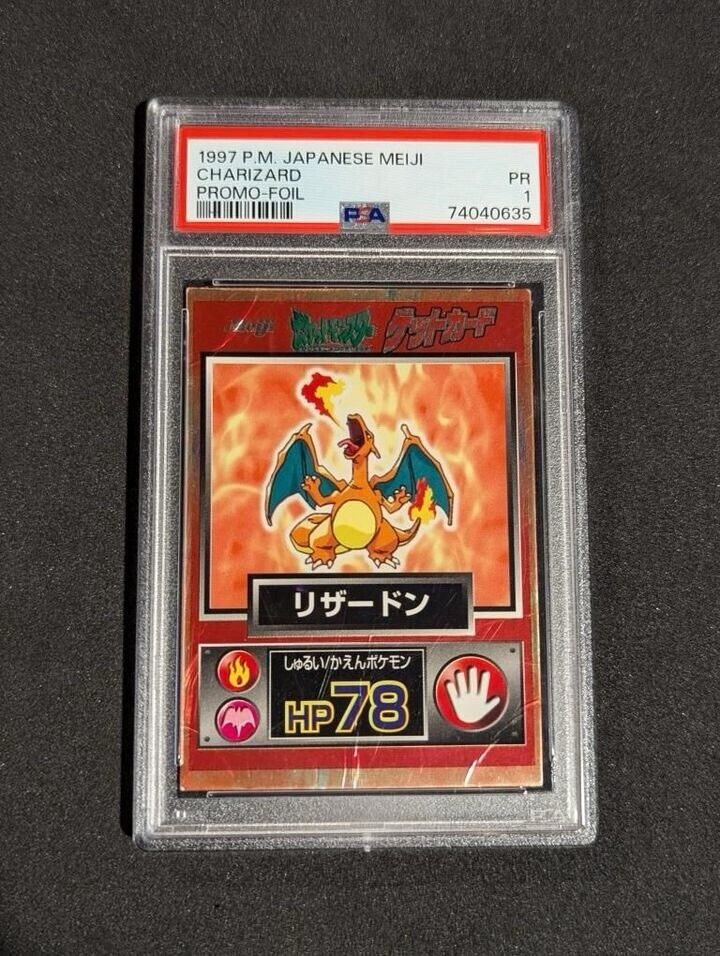 1997 P.M. JAPANESE MEIJI
CHARIZARD PR
PROMO-FOIL 1
PSA 74040635
Meiji ポケットモンスター ゲットカード
リザードン
しゅるい/かえんポケモン
HP78